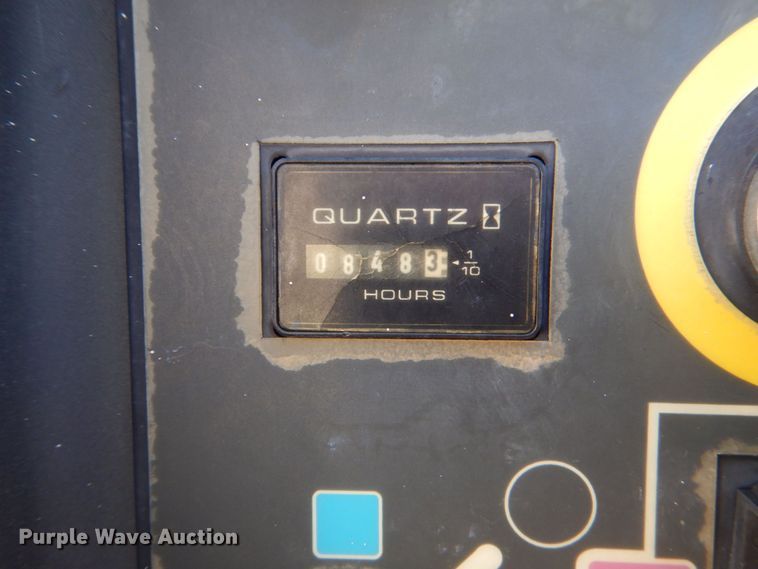 QUARTZ
08483 1/10
HOURS
Purple Wave Auction